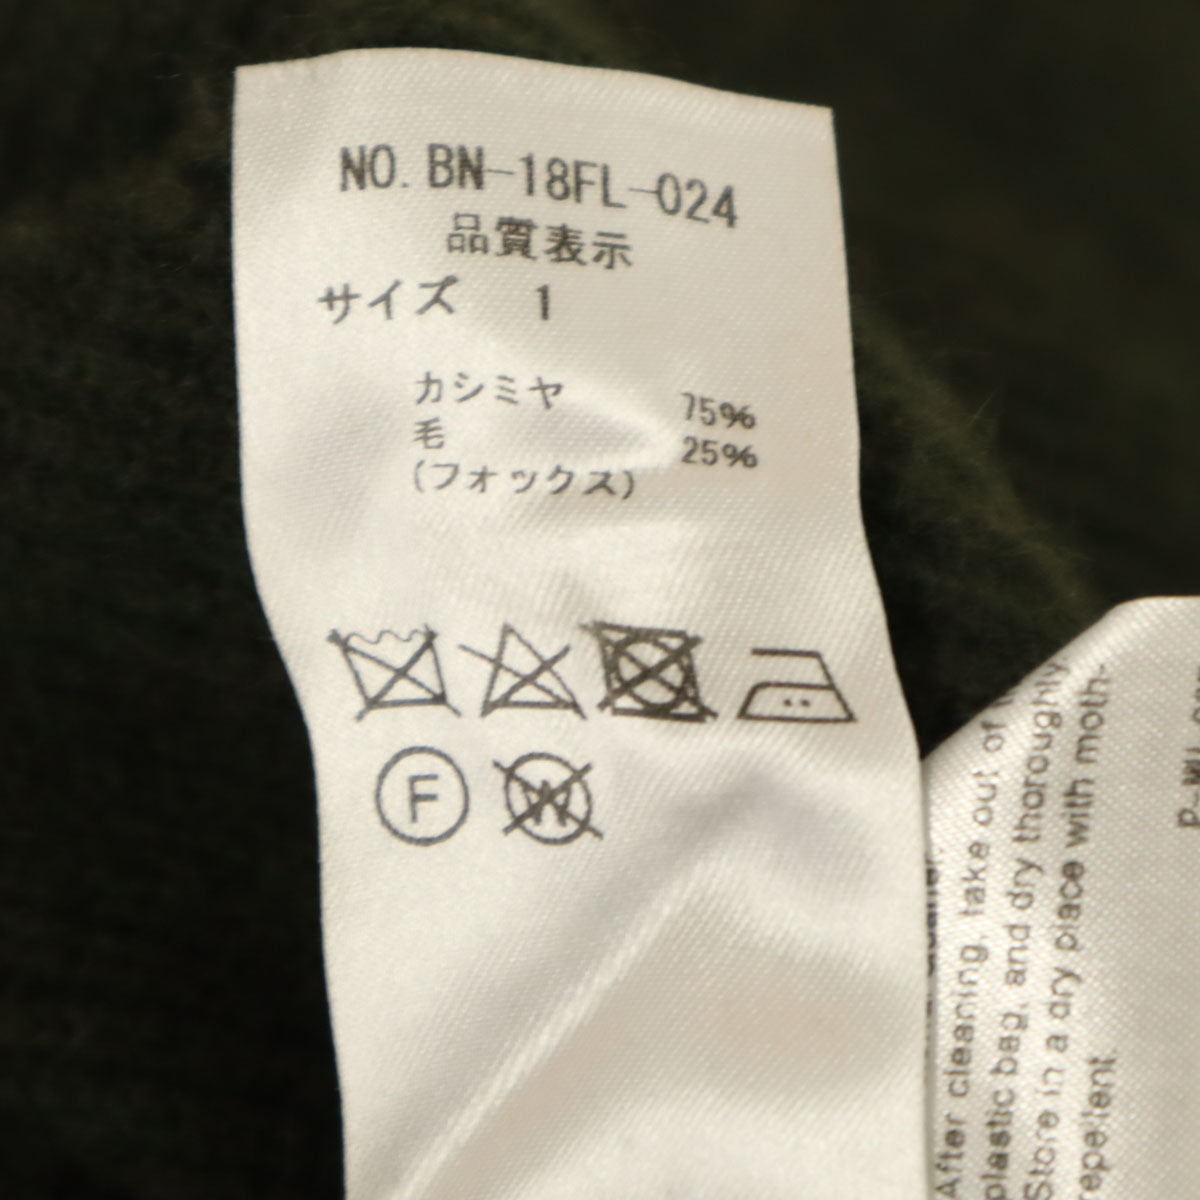 NO. BN-18FL-024
品質表示
サイズ 1
カシミヤ 75%
毛 25%
(フォックス)
F
W
After cleaning, take out of
plastic bag, and dry thoroughly
Store in a dry place with moth-
repellent.